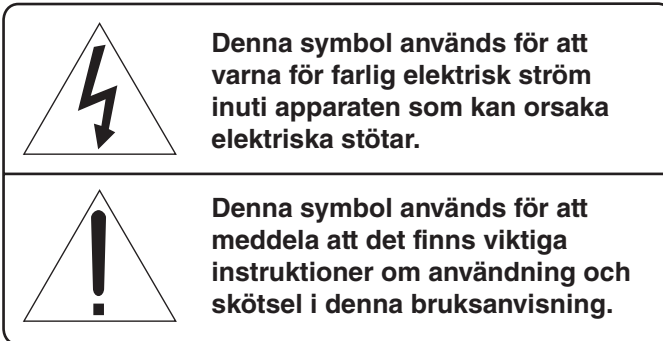 Denna symbol används för att
varna för farlig elektrisk ström
inuti apparaten som kan orsaka
elektriska stötar.
Denna symbol används för att
meddela att det finns viktiga
instruktioner om användning och
skötsel i denna bruksanvisning.